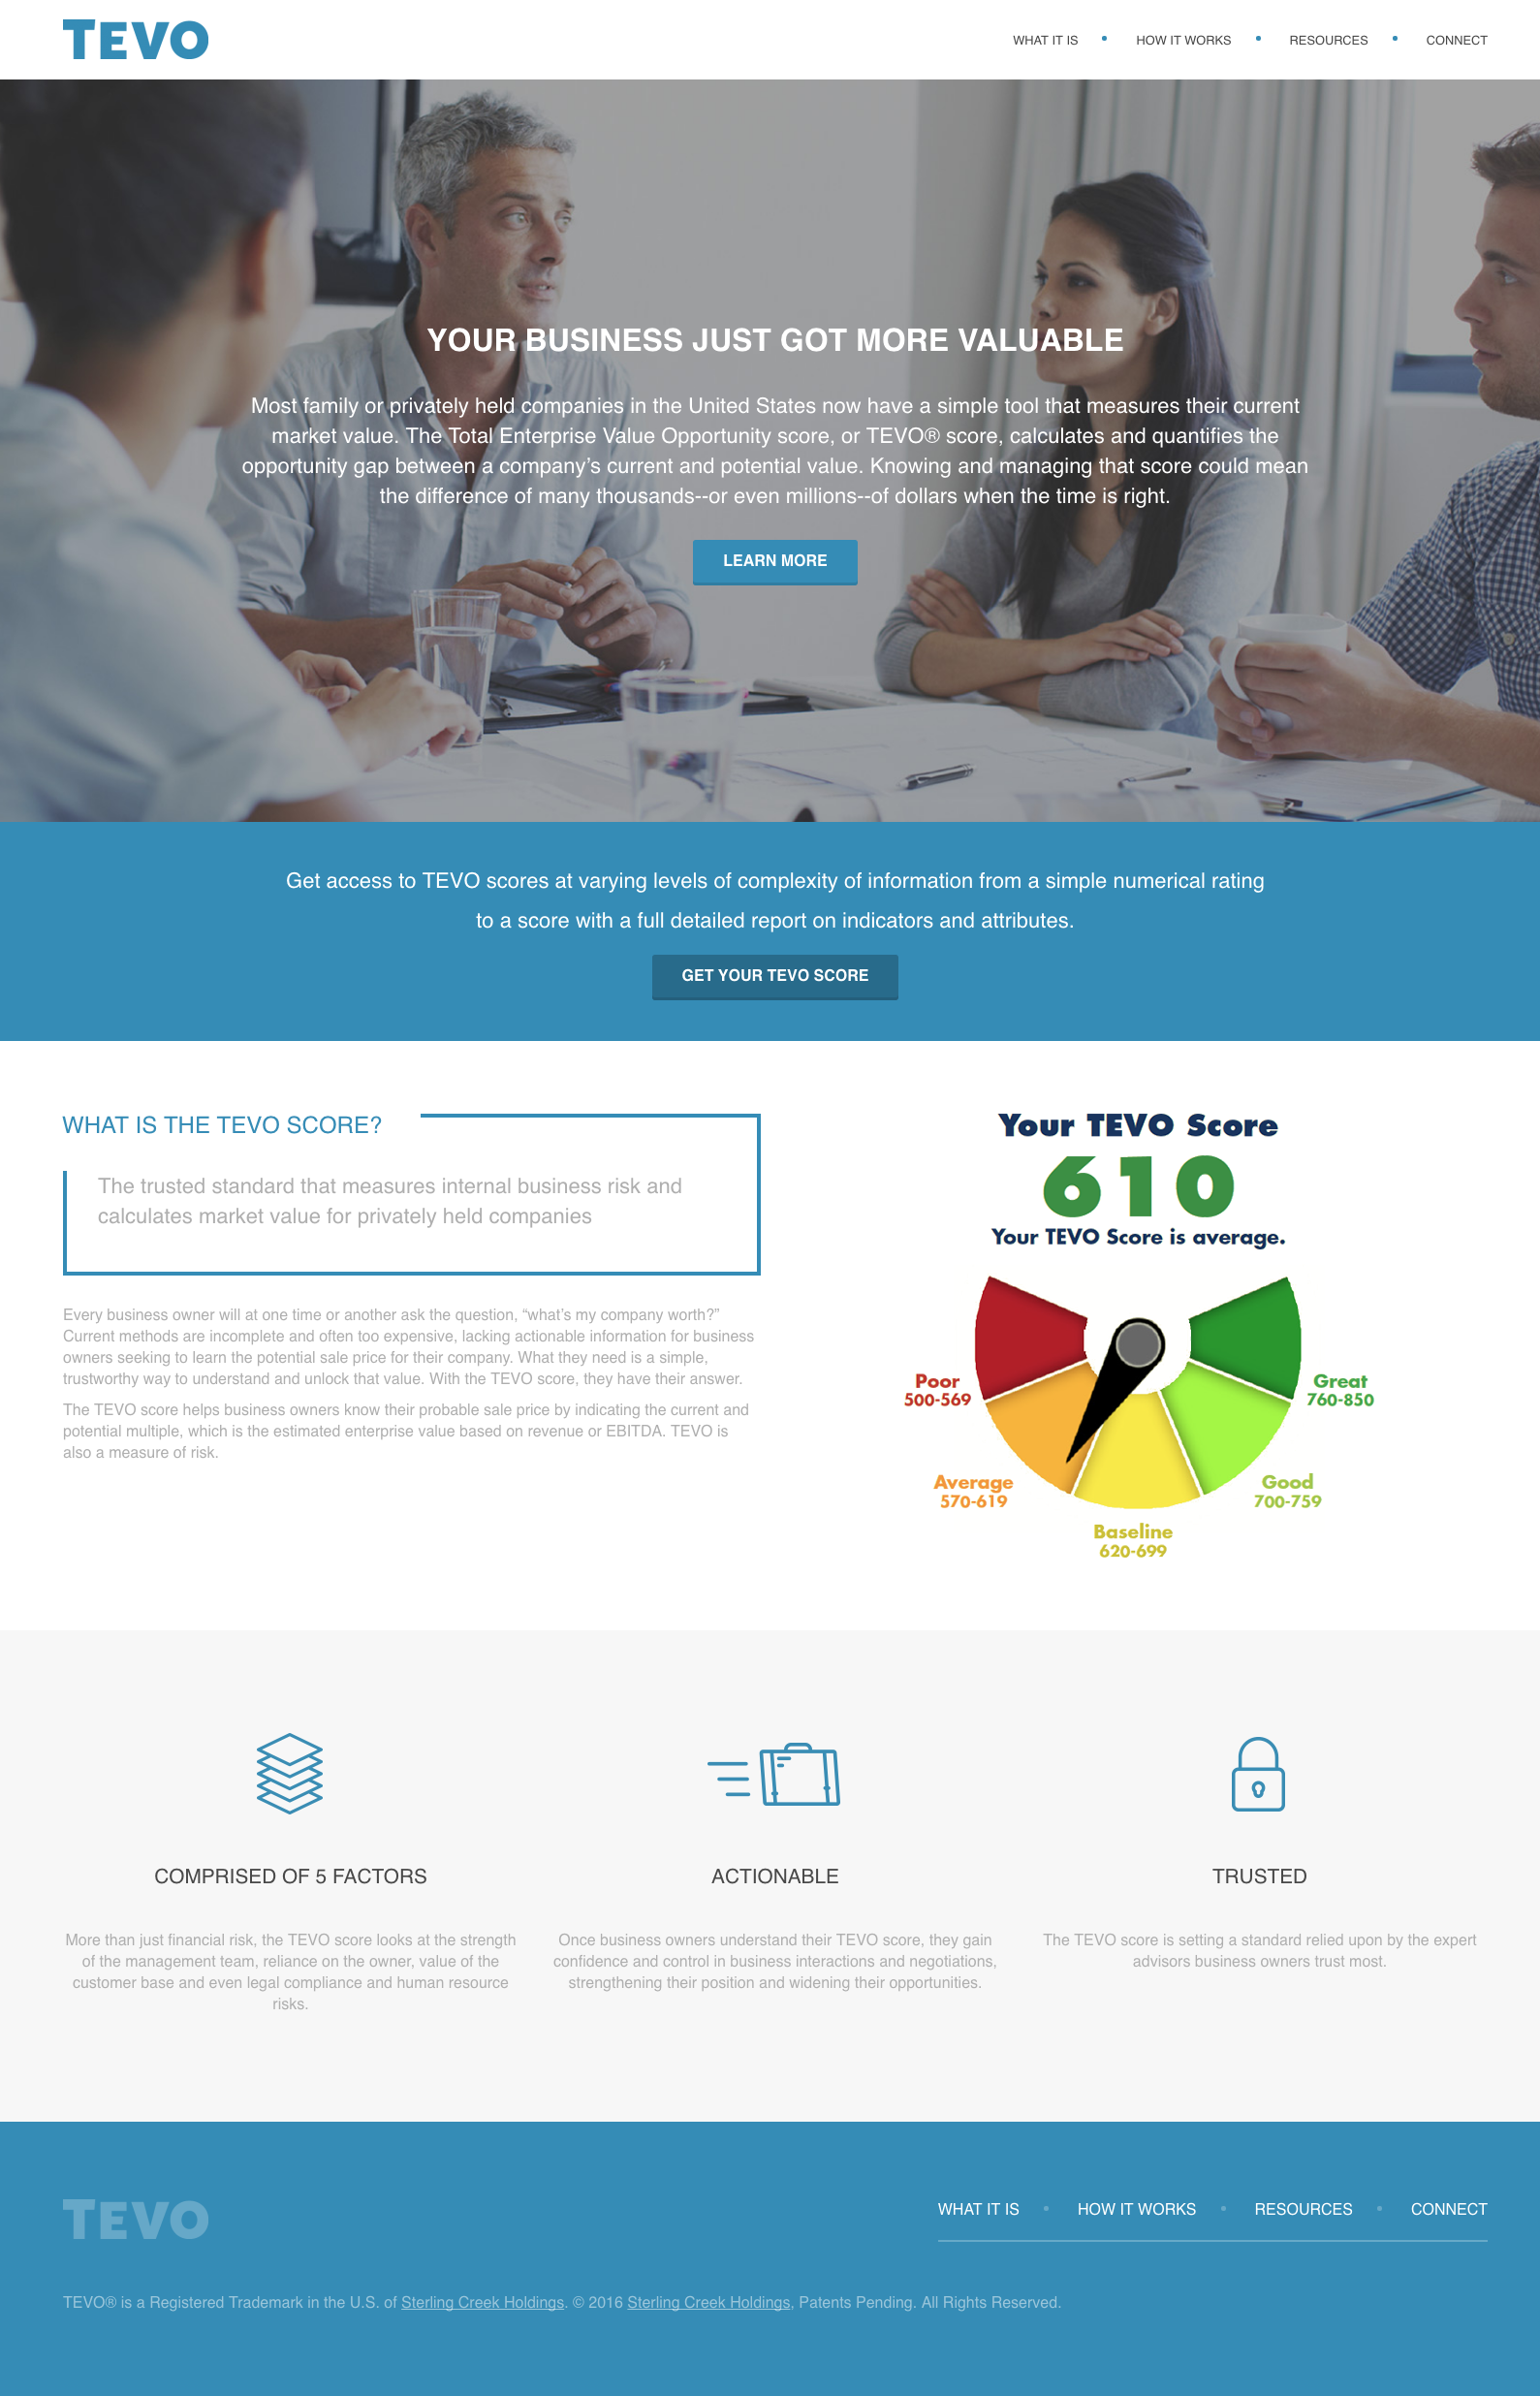 TEVO
WHAT IT IS • HOW IT WORKS • RESOURCES • CONNECT
YOUR BUSINESS JUST GOT MORE VALUABLE
Most family or privately held companies in the United States now have a simple tool that measures their current
market value. The Total Enterprise Value Opportunity score, or TEVO® score, calculates and quantifies the
opportunity gap between a company’s current and potential value. Knowing and managing that score could mean
the difference of many thousands--or even millions--of dollars when the time is right.
LEARN MORE
Get access to TEVO scores at varying levels of complexity of information from a simple numerical rating
to a score with a full detailed report on indicators and attributes.
GET YOUR TEVO SCORE
WHAT IS THE TEVO SCORE?
The trusted standard that measures internal business risk and
calculates market value for privately held companies
Every business owner will at one time or another ask the question, “what’s my company worth?”
Current methods are incomplete and often too expensive, lacking actionable information for business
owners seeking to learn the potential sale price for their company. What they need is a simple,
trustworthy way to understand and unlock that value. With the TEVO score, they have their answer.
The TEVO score helps business owners know their probable sale price by indicating the current and
potential multiple, which is the estimated enterprise value based on revenue or EBITDA. TEVO is
also a measure of risk.
Your TEVO Score
610
Your TEVO Score is average.
Poor
500-569
Great
760-850
Average
570-619
Good
700-759
Baseline
620-699
COMPRISED OF 5 FACTORS
More than just financial risk, the TEVO score looks at the strength
of the management team, reliance on the owner, value of the
customer base and even legal compliance and human resource
risks.
ACTIONABLE
Once business owners understand their TEVO score, they gain
confidence and control in business interactions and negotiations,
strengthening their position and widening their opportunities.
TRUSTED
The TEVO score is setting a standard relied upon by the expert
advisors business owners trust most.
TEVO
WHAT IT IS • HOW IT WORKS • RESOURCES • CONNECT
TEVO® is a Registered Trademark in the U.S. of Sterling Creek Holdings. © 2016 Sterling Creek Holdings, Patents Pending. All Rights Reserved.